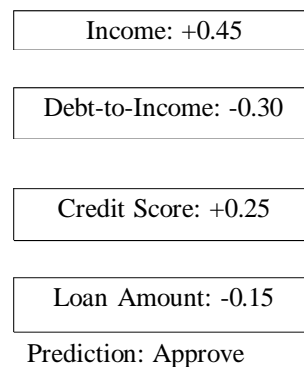 Income: +0.45
Debt-to-Income: -0.30
Credit Score: +0.25
Loan Amount: -0.15
Prediction: Approve